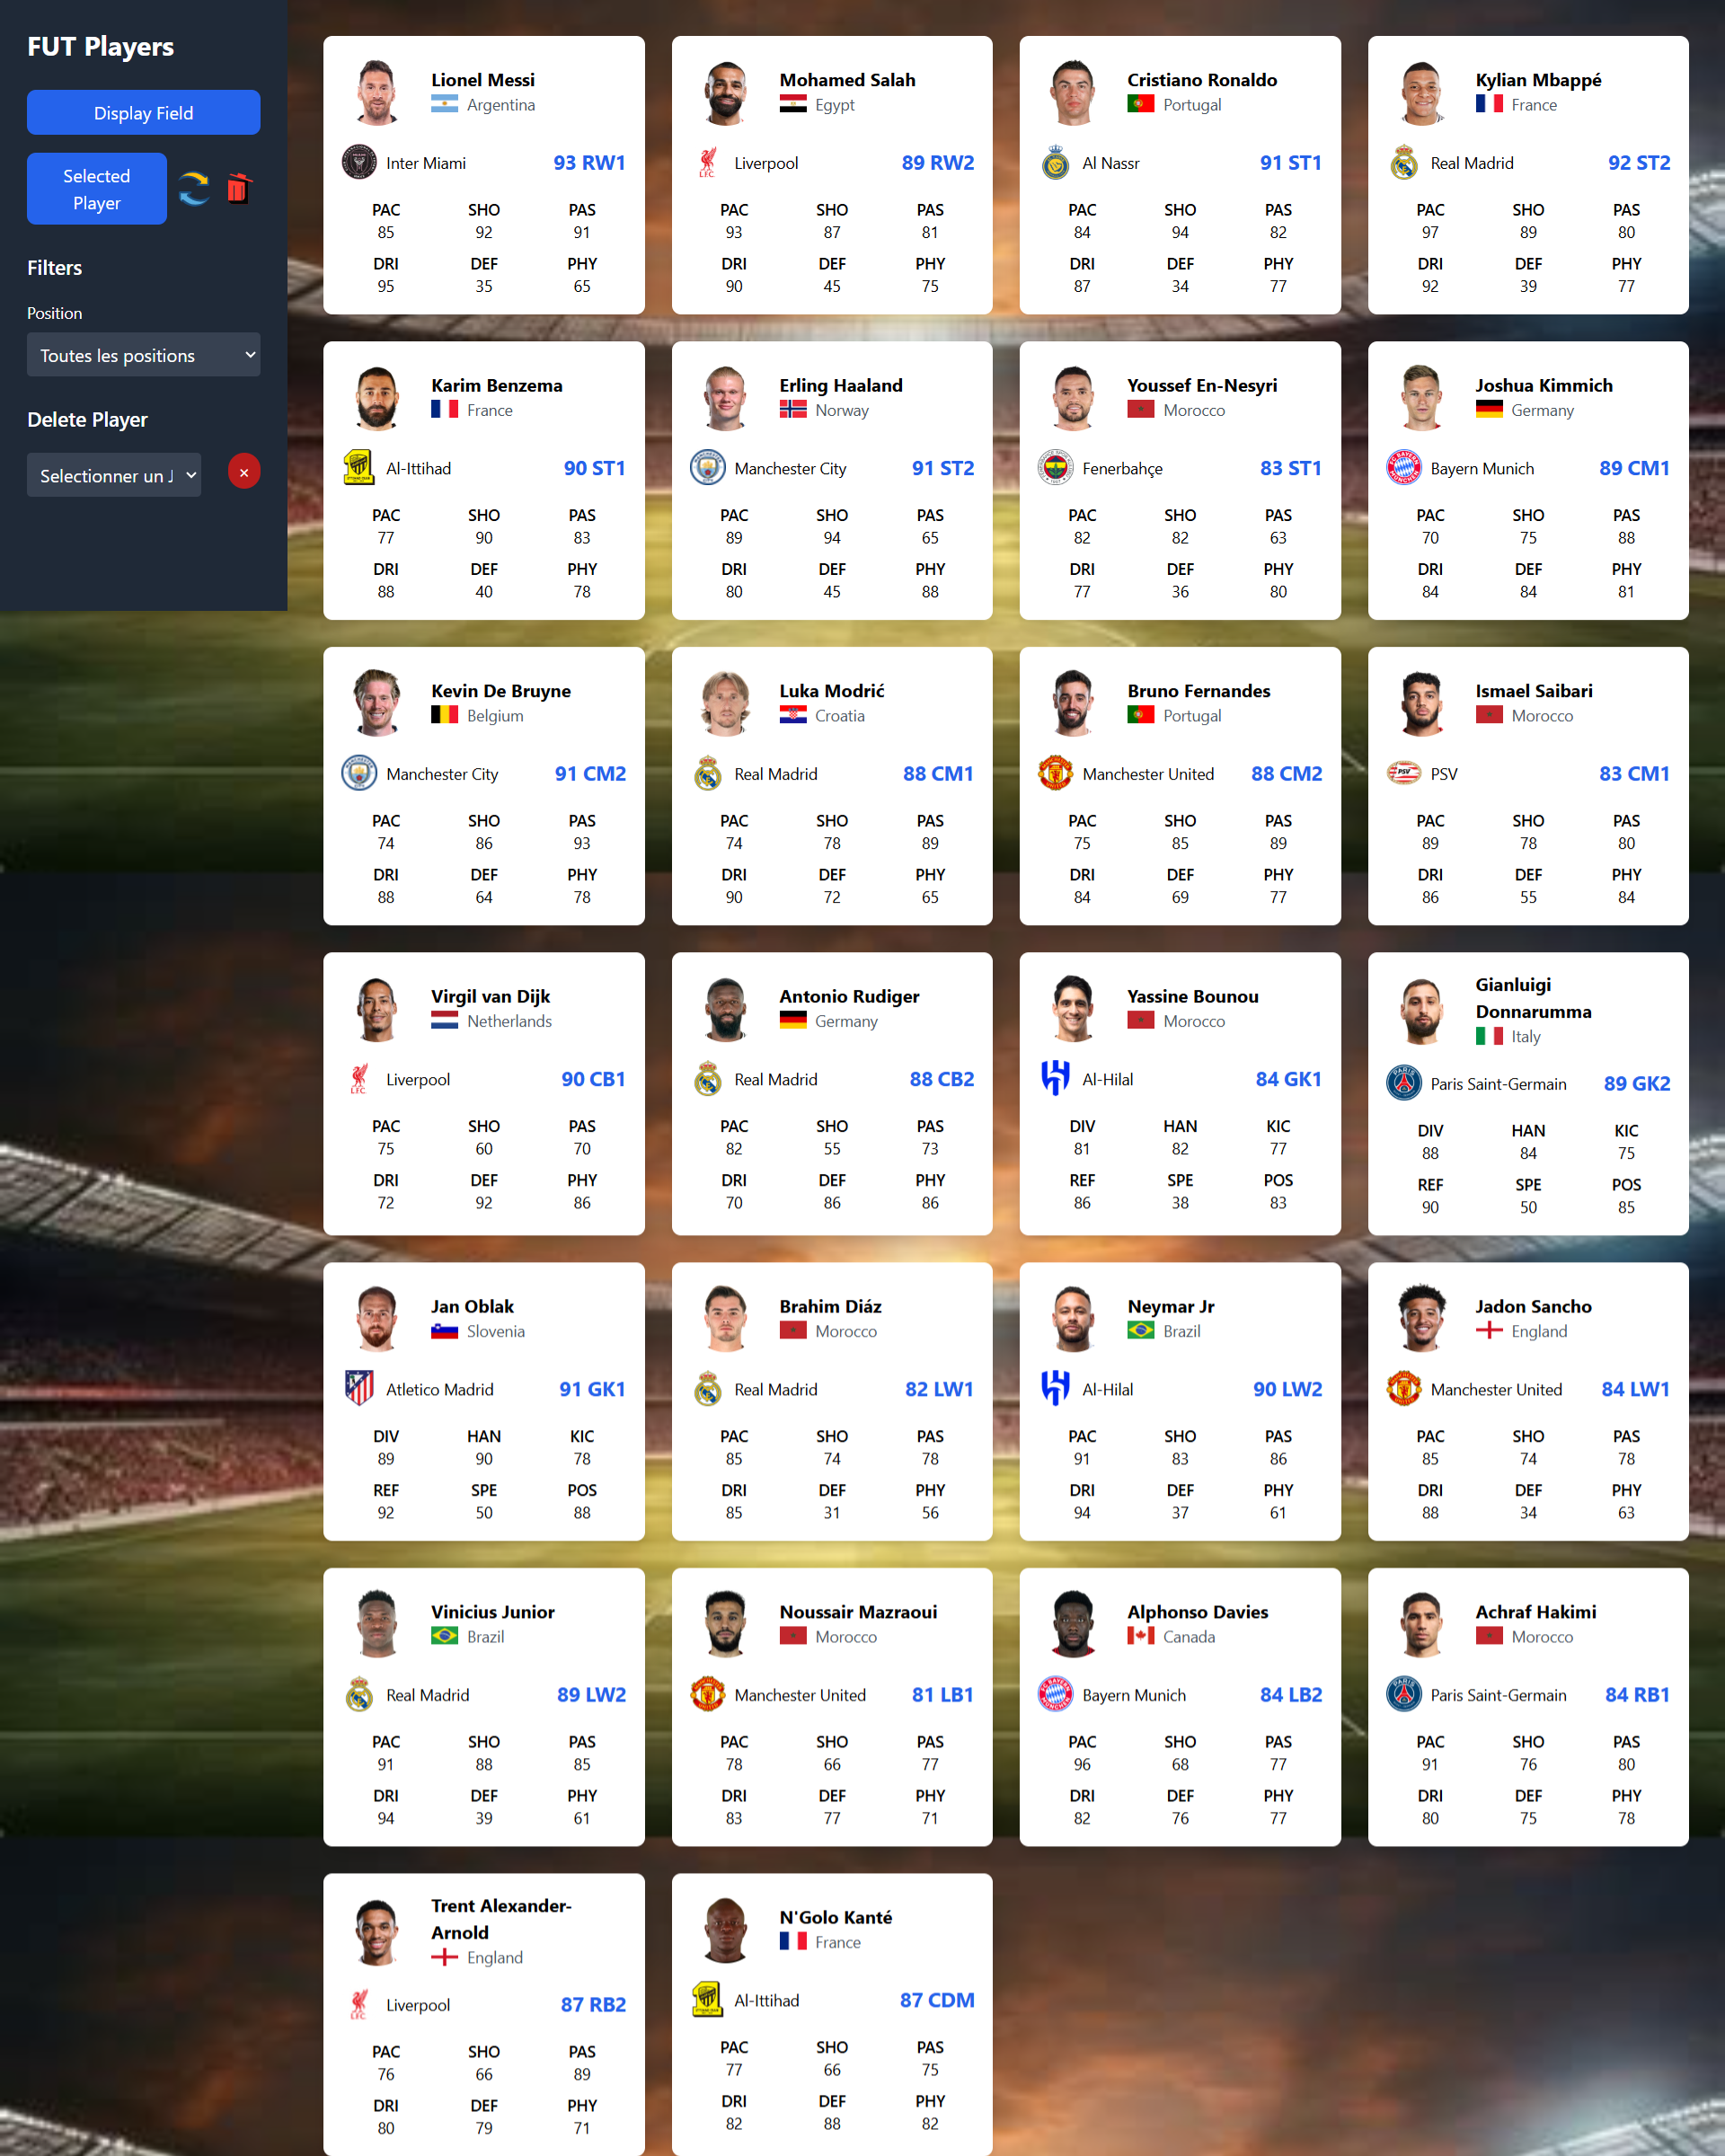 FUT Players
Display Field
Selected
Player
Filters
Position
Toutes les positions
Delete Player
Selectionner un J
×
Lionel Messi
Argentina
Inter Miami
93 RW1
PAC SHO PAS
85 92 91
DRI DEF PHY
95 35 65
Mohamed Salah
Egypt
Liverpool
89 RW2
PAC SHO PAS
93 87 81
DRI DEF PHY
90 45 75
Cristiano Ronaldo
Portugal
Al Nassr
91 ST1
PAC SHO PAS
84 94 82
DRI DEF PHY
87 34 77
Kylian Mbappé
France
Real Madrid
92 ST2
PAC SHO PAS
97 89 80
DRI DEF PHY
92 39 77
Karim Benzema
France
Al-Ittihad
90 ST1
PAC SHO PAS
77 90 83
DRI DEF PHY
88 40 78
Erling Haaland
Norway
Manchester City
91 ST2
PAC SHO PAS
89 94 65
DRI DEF PHY
80 45 88
Youssef En-Nesyri
Morocco
Fenerbahçe
83 ST1
PAC SHO PAS
82 82 63
DRI DEF PHY
77 36 80
Joshua Kimmich
Germany
Bayern Munich
89 CM1
PAC SHO PAS
70 75 88
DRI DEF PHY
84 84 81
Kevin De Bruyne
Belgium
Manchester City
91 CM2
PAC SHO PAS
74 86 93
DRI DEF PHY
88 64 78
Luka Modrić
Croatia
Real Madrid
88 CM1
PAC SHO PAS
74 78 89
DRI DEF PHY
90 72 65
Bruno Fernandes
Portugal
Manchester United
88 CM2
PAC SHO PAS
75 85 89
DRI DEF PHY
84 69 77
Ismael Saibari
Morocco
PSV
PSV
83 CM1
PAC SHO PAS
89 78 80
DRI DEF PHY
86 55 84
Virgil van Dijk
Netherlands
Liverpool
90 CB1
PAC SHO PAS
75 60 70
DRI DEF PHY
72 92 86
Antonio Rudiger
Germany
Real Madrid
88 CB2
PAC SHO PAS
82 55 73
DRI DEF PHY
70 86 86
Yassine Bounou
Morocco
Al-Hilal
84 GK1
DIV HAN KIC
81 82 77
REF SPE POS
86 38 83
Gianluigi
Donnarumma
Italy
PARIS
Paris Saint-Germain
89 GK2
DIV HAN KIC
88 84 75
REF SPE POS
90 50 85
Jan Oblak
Slovenia
Atletico Madrid
91 GK1
DIV HAN KIC
89 90 78
REF SPE POS
92 50 88
Brahim Diáz
Morocco
Real Madrid
82 LW1
PAC SHO PAS
85 74 78
DRI DEF PHY
85 31 56
Neymar Jr
Brazil
Al-Hilal
90 LW2
PAC SHO PAS
91 83 86
DRI DEF PHY
94 37 61
Jadon Sancho
England
Manchester United
84 LW1
PAC SHO PAS
85 74 78
DRI DEF PHY
88 34 63
Vinicius Junior
Brazil
Real Madrid
89 LW2
PAC SHO PAS
91 88 85
DRI DEF PHY
94 39 61
Noussair Mazraoui
Morocco
Manchester United
81 LB1
PAC SHO PAS
78 66 77
DRI DEF PHY
83 77 71
Alphonso Davies
Canada
Bayern Munich
84 LB2
PAC SHO PAS
96 68 77
DRI DEF PHY
82 76 77
Achraf Hakimi
Morocco
PARIS
Paris Saint-Germain
84 RB1
PAC SHO PAS
91 76 80
DRI DEF PHY
80 75 78
Trent Alexander-
Arnold
England
Liverpool
87 RB2
PAC SHO PAS
76 66 89
DRI DEF PHY
80 79 71
N'Golo Kanté
France
Al-Ittihad
87 CDM
PAC SHO PAS
77 66 75
DRI DEF PHY
82 88 82